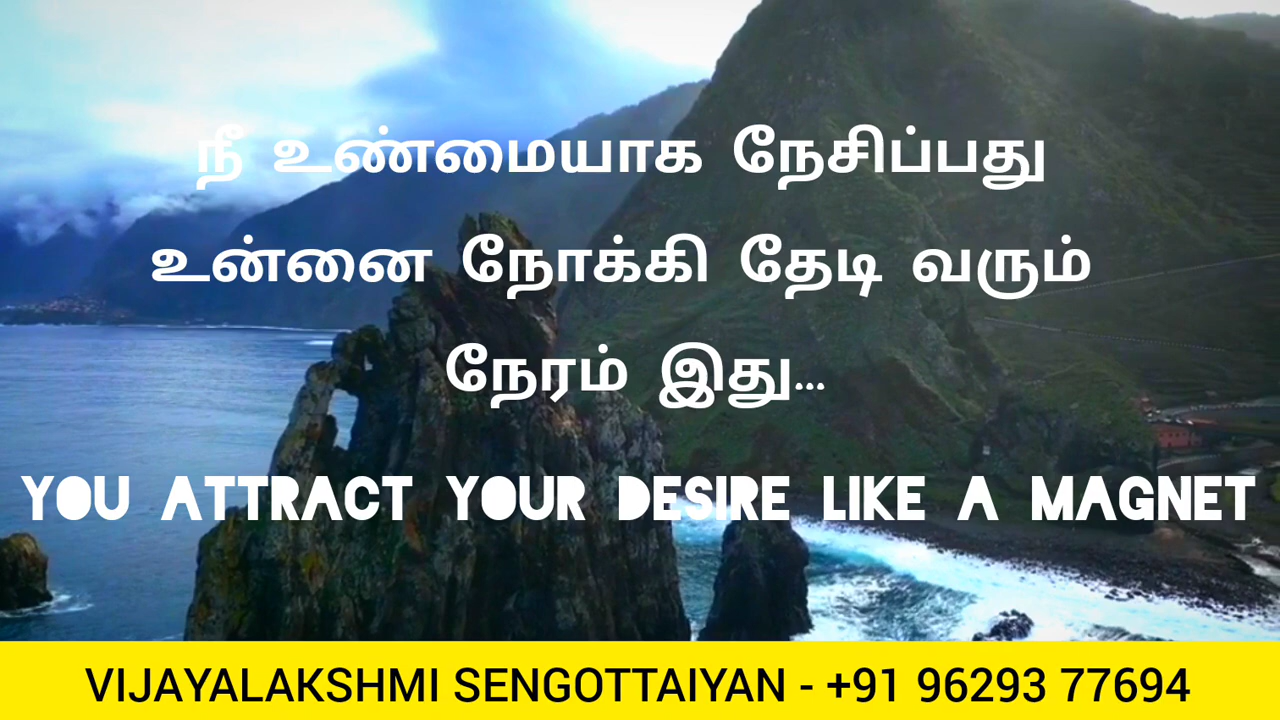 நீ உண்மையாக நேசிப்பது
உன்னை நோக்கி தேடி வரும்
நேரம் இது...
YOU ATTRACT YOUR DESIRE LIKE A MAGNET
VIJAYALAKSHMI SENGOTTAIYAN - +91 96293 77694